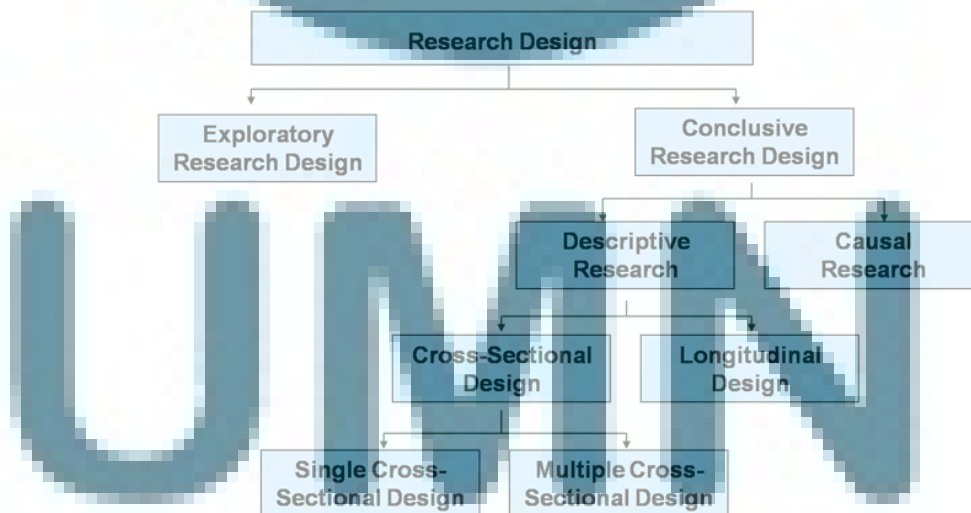 Research Design
Exploratory
Research Design
Conclusive
Research Design
Descriptive
Research
Causal
Research
Cross-Sectional
Design
Longitudinal
Design
Single Cross-
Sectional Design
Multiple Cross-
Sectional Design
UMN